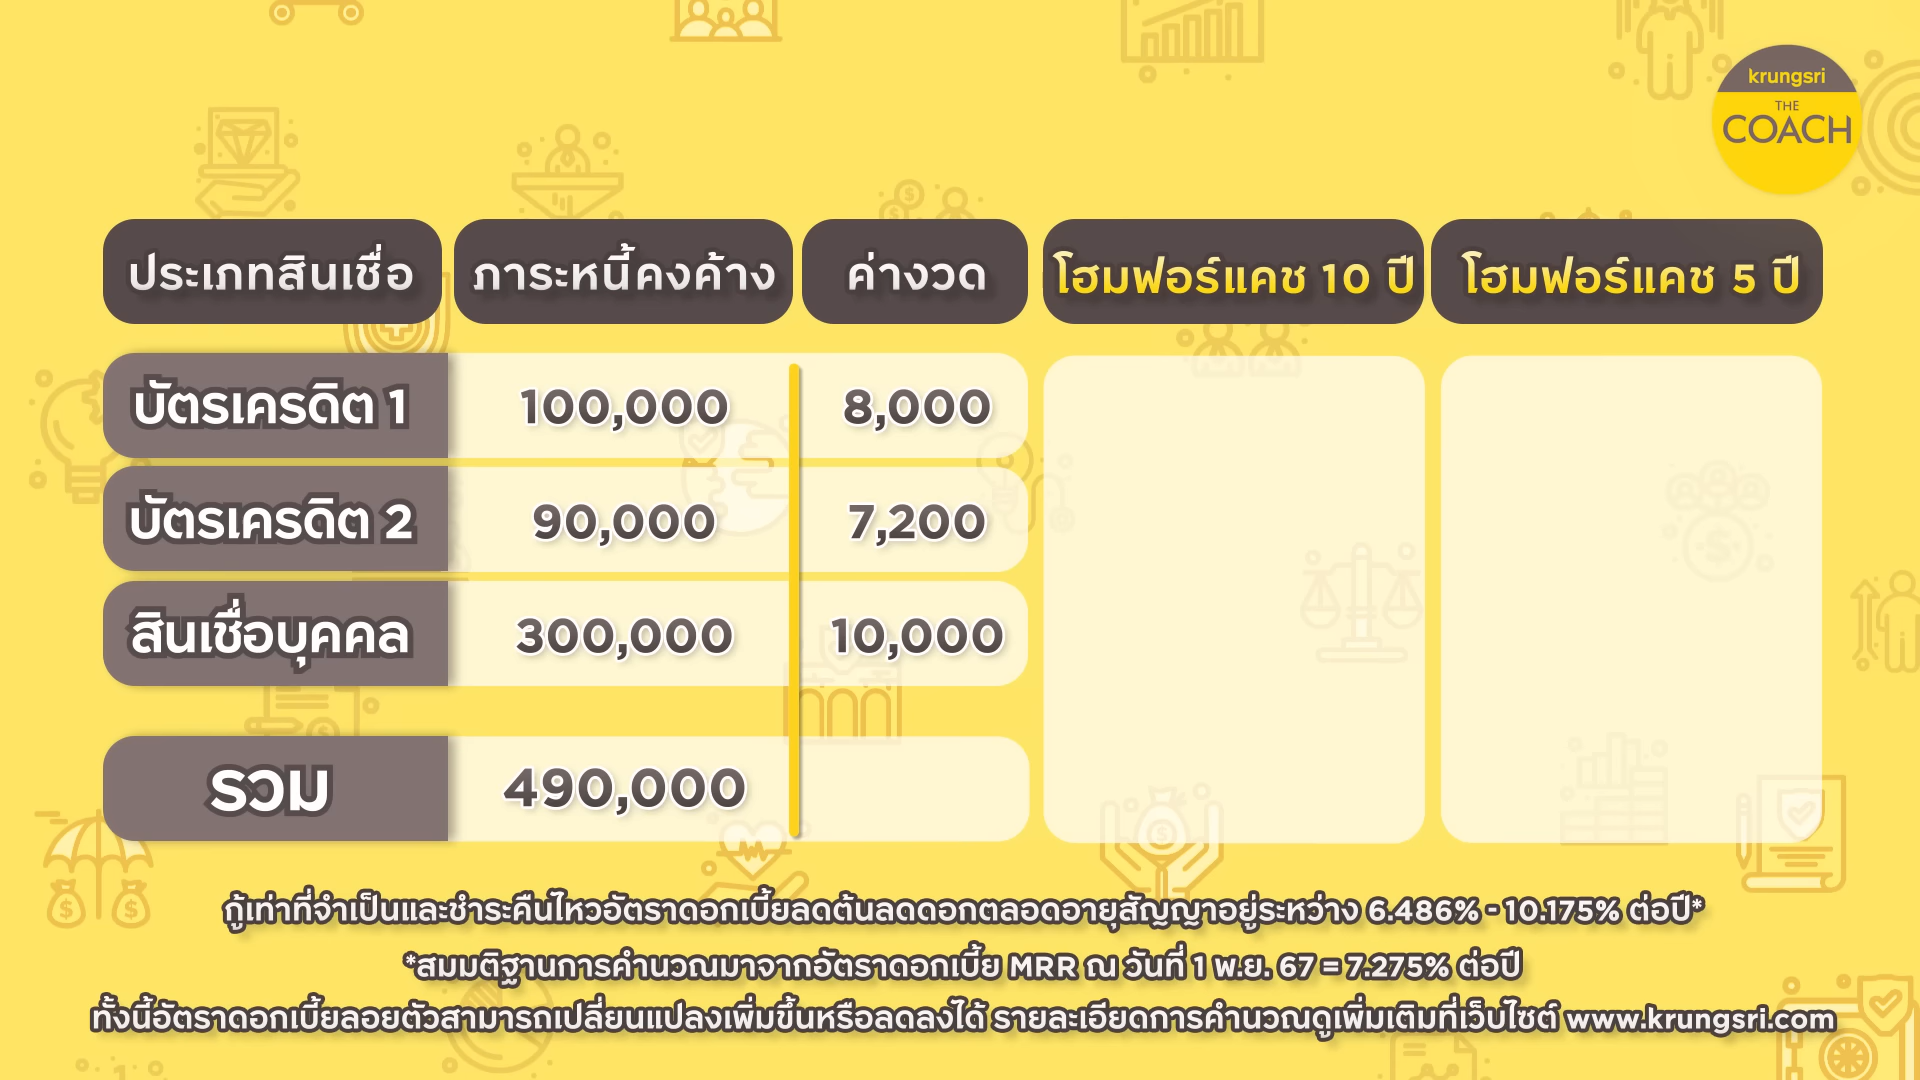 krungsri
THE
COACH
ประเภทสินเชื่อ ภาระหนี้คงค้าง ค่างวด โฮมฟอร์แคช 10 ปี โฮมฟอร์แคช 5 ปี
บัตรเครดิต 1 100,000 8,000
บัตรเครดิต 2 90,000 7,200
สินเชื่อบุคคล 300,000 10,000
รวม 490,000
กู้เท่าที่จำเป็นและชำระคืนไหวอัตราดอกเบี้ยลดต้นลดดอกตลอดอายุสัญญาอยู่ระหว่าง 6.486% - 10.175% ต่อปี*
*สมมติฐานการคำนวณมาจากอัตราดอกเบี้ย MRR ณ วันที่ 1 พ.ย. 67 = 7.275% ต่อปี
ทั้งนี้อัตราดอกเบี้ยลอยตัวสามารถเปลี่ยนแปลงเพิ่มขึ้นหรือลดลงได้ รายละเอียดการคำนวณดูเพิ่มเติมที่เว็บไซต์ www.krungsri.com